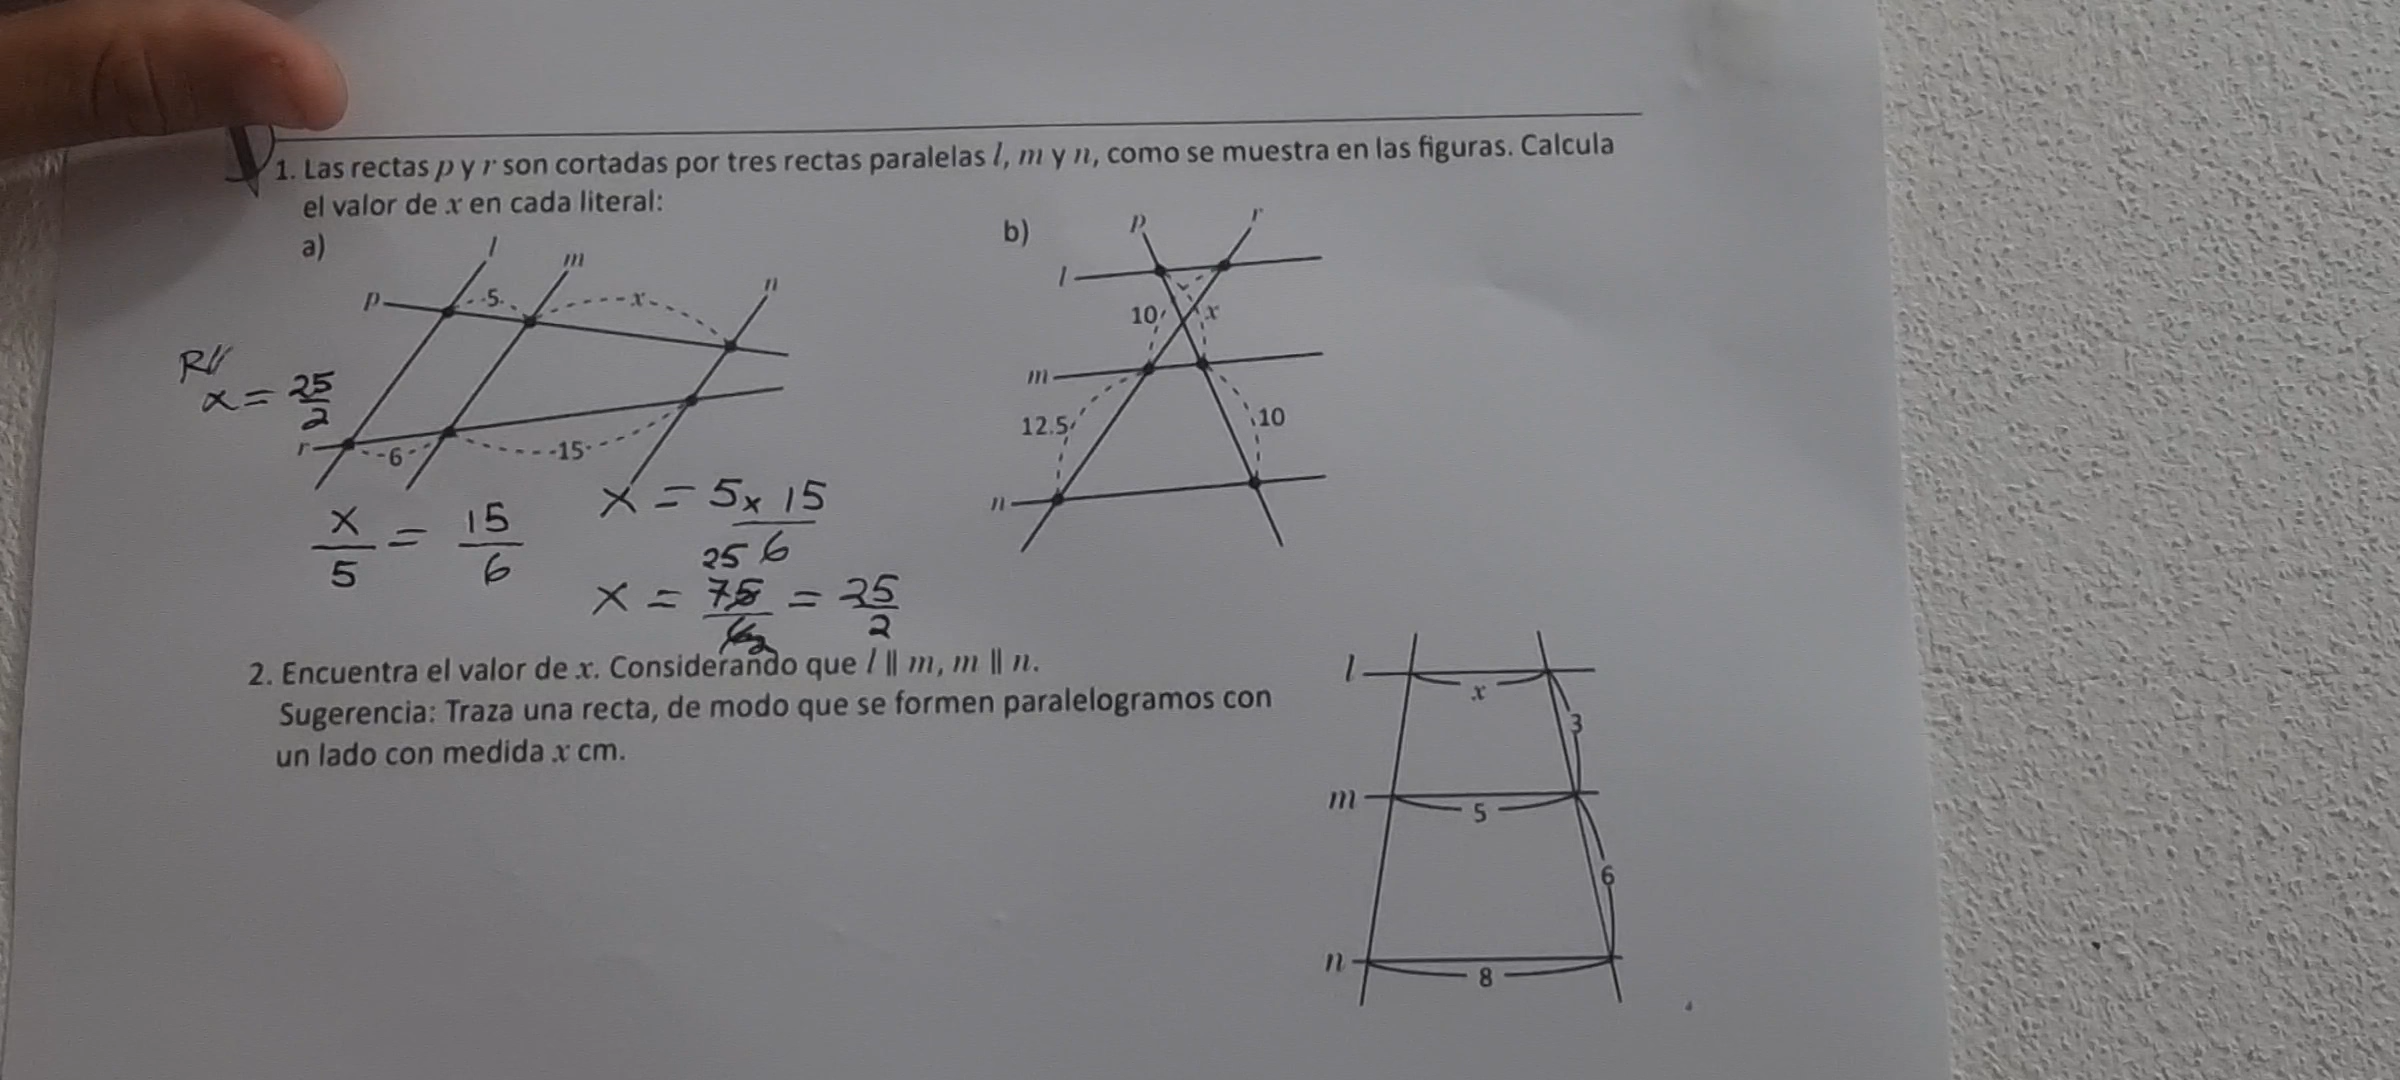 1. Las rectas p y r son cortadas por tres rectas paralelas l, m y n, como se muestra en las figuras. Calcula
el valor de x en cada literal:
a)
l
m
n
p
5
x
r
6
15
R//
x = 25/2
x/5 = 15/6
x = 5 x 15/6
25
x = 75/6 = 25/2
2
b)
p
r
l
10
x
m
12.5
10
n
2. Encuentra el valor de x. Considerando que l || m, m || n.
Sugerencia: Traza una recta, de modo que se formen paralelogramos con
un lado con medida x cm.
l
x
3
m
5
6
n
8